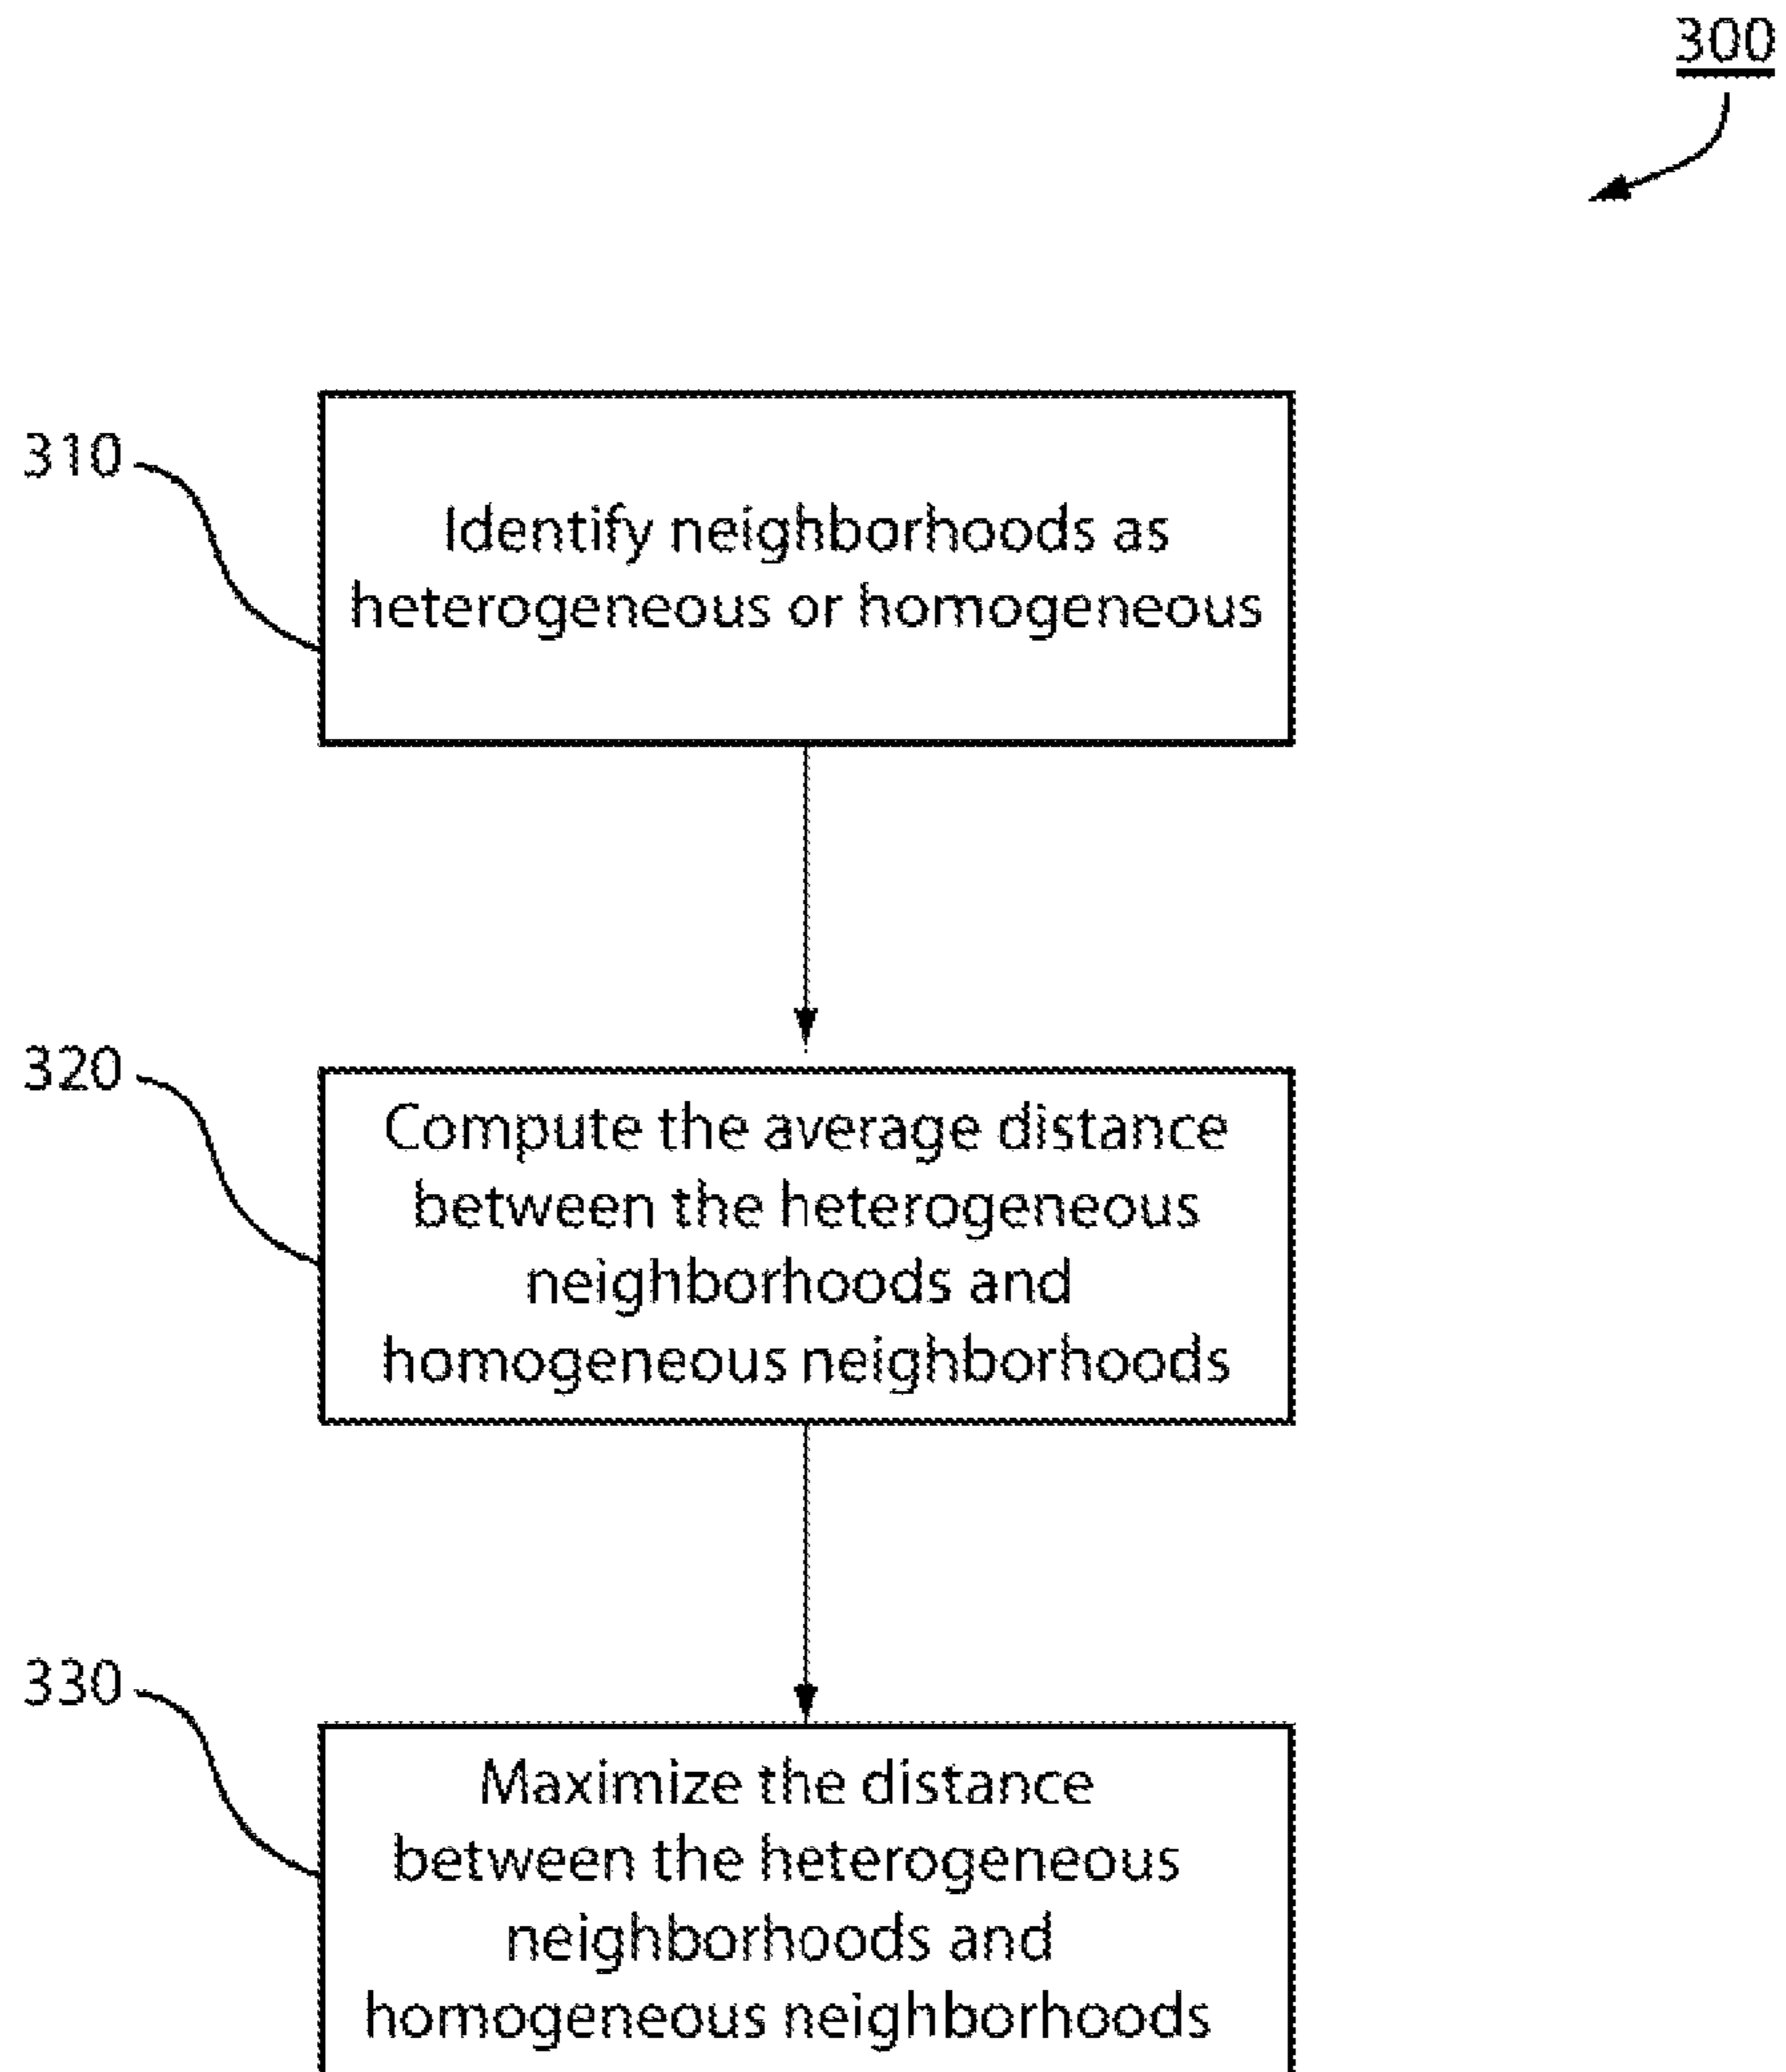 300
310
Identify neighborhoods as
heterogeneous or homogeneous
320
Compute the average distance
between the heterogeneous
neighborhoods and
homogeneous neighborhoods
330
Maximize the distance
between the heterogeneous
neighborhoods and
homogeneous neighborhoods